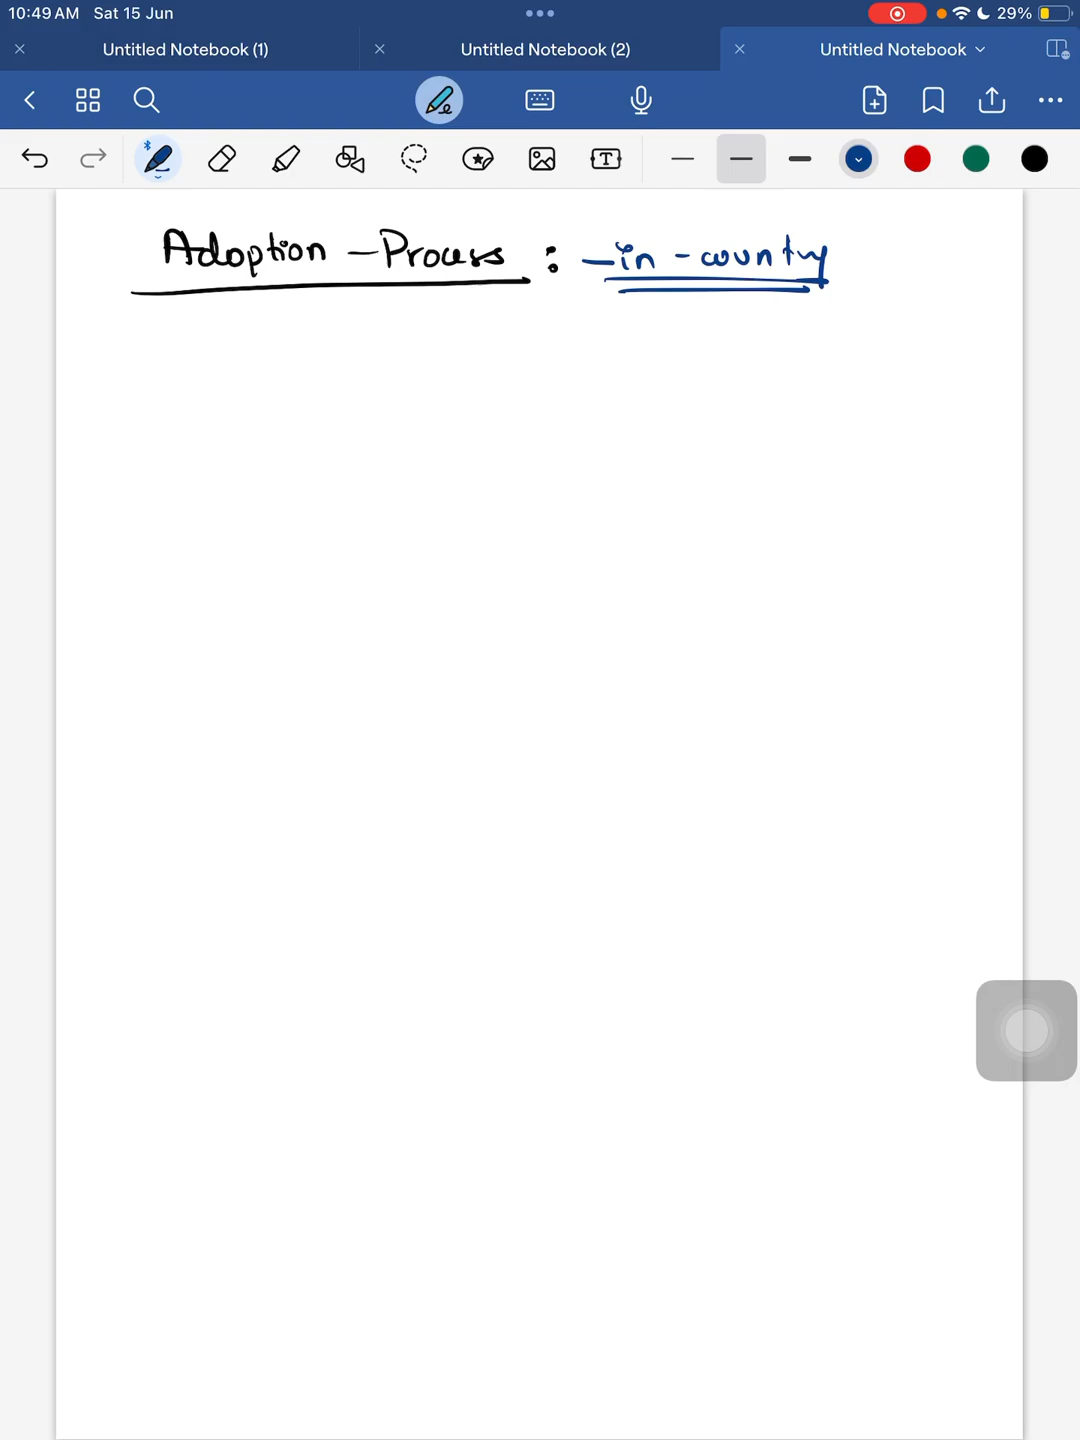 10:49 AM Sat 15 Jun 29%
Untitled Notebook (1) Untitled Notebook (2) Untitled Notebook
T
Adoption - Process : - in - country